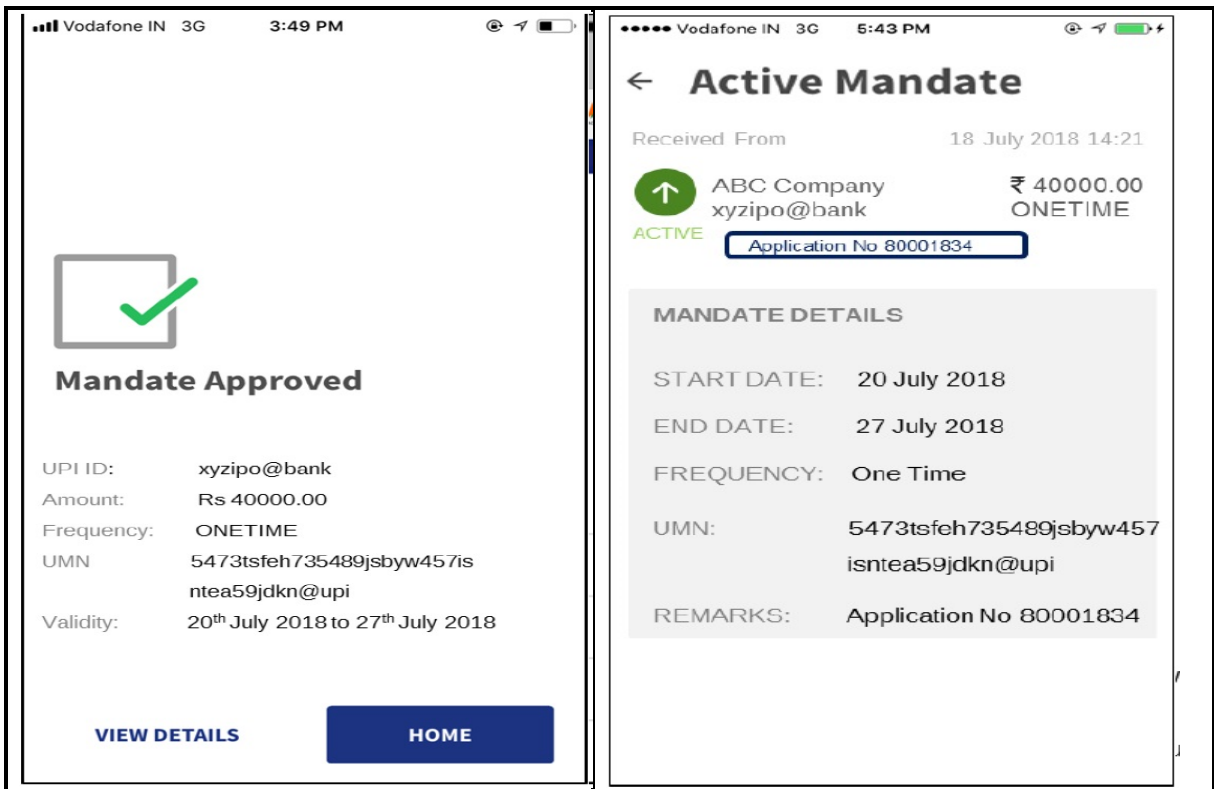 Vodafone IN 3G 3:49 PM
Mandate Approved
UPI ID: xyzipo@bank
Amount: Rs 40000.00
Frequency: ONETIME
UMN 5473tsfeh735489jsbyw457is
ntea59jdkn@upi
Validity: 20th July 2018 to 27th July 2018
VIEW DETAILS HOME
Vodafone IN 3G 5:43 PM
Active Mandate
Received From 18 July 2018 14:21
ABC Company ₹ 40000.00
xyzipo@bank ONETIME
ACTIVE
Application No 80001834
MANDATE DETAILS
START DATE: 20 July 2018
END DATE: 27 July 2018
FREQUENCY: One Time
UMN: 5473tsfeh735489jsbyw457
isntea59jdkn@upi
REMARKS: Application No 80001834